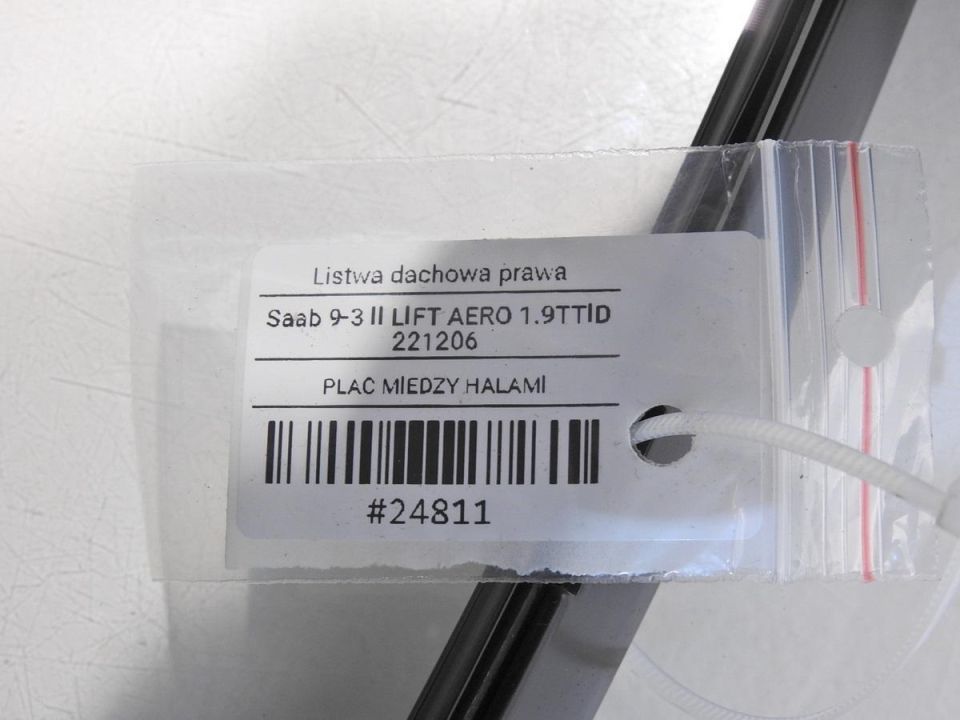 Listwa dachowa prawa
Saab 9-3 II LIFT AERO 1.9TTID
221206
PLAC MIEDZY HALAMI
#24811